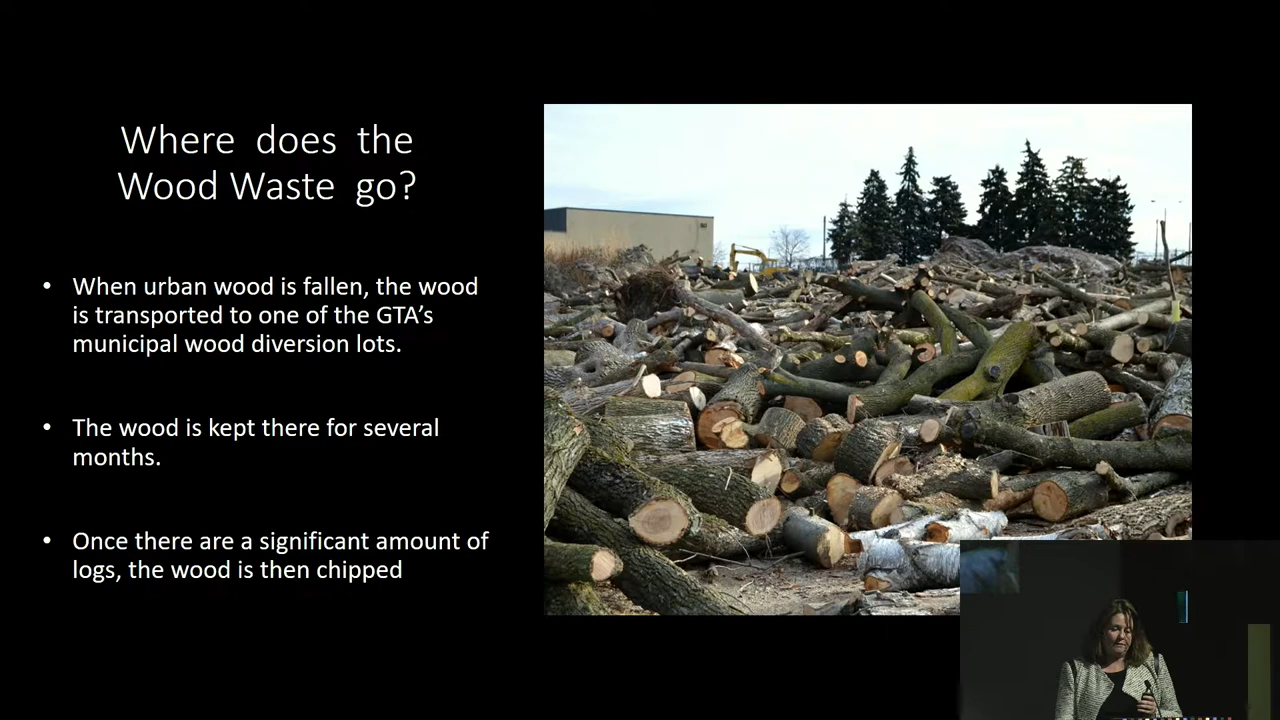 Where does the
Wood Waste go?
• When urban wood is fallen, the wood
is transported to one of the GTA’s
municipal wood diversion lots.
• The wood is kept there for several
months.
• Once there are a significant amount of
logs, the wood is then chipped